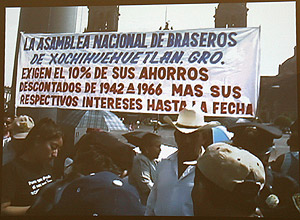 LA ASAMBLEA NACIONAL DE BRASEROS
DE XOCHIHUEHUETLAN, GRO.
EXIGEN EL 10% DE SUS AHORROS
DESCONTADOS DE 1942 A 1966 MAS SUS
RESPECTIVOS INTERESES HASTA LA FECHA